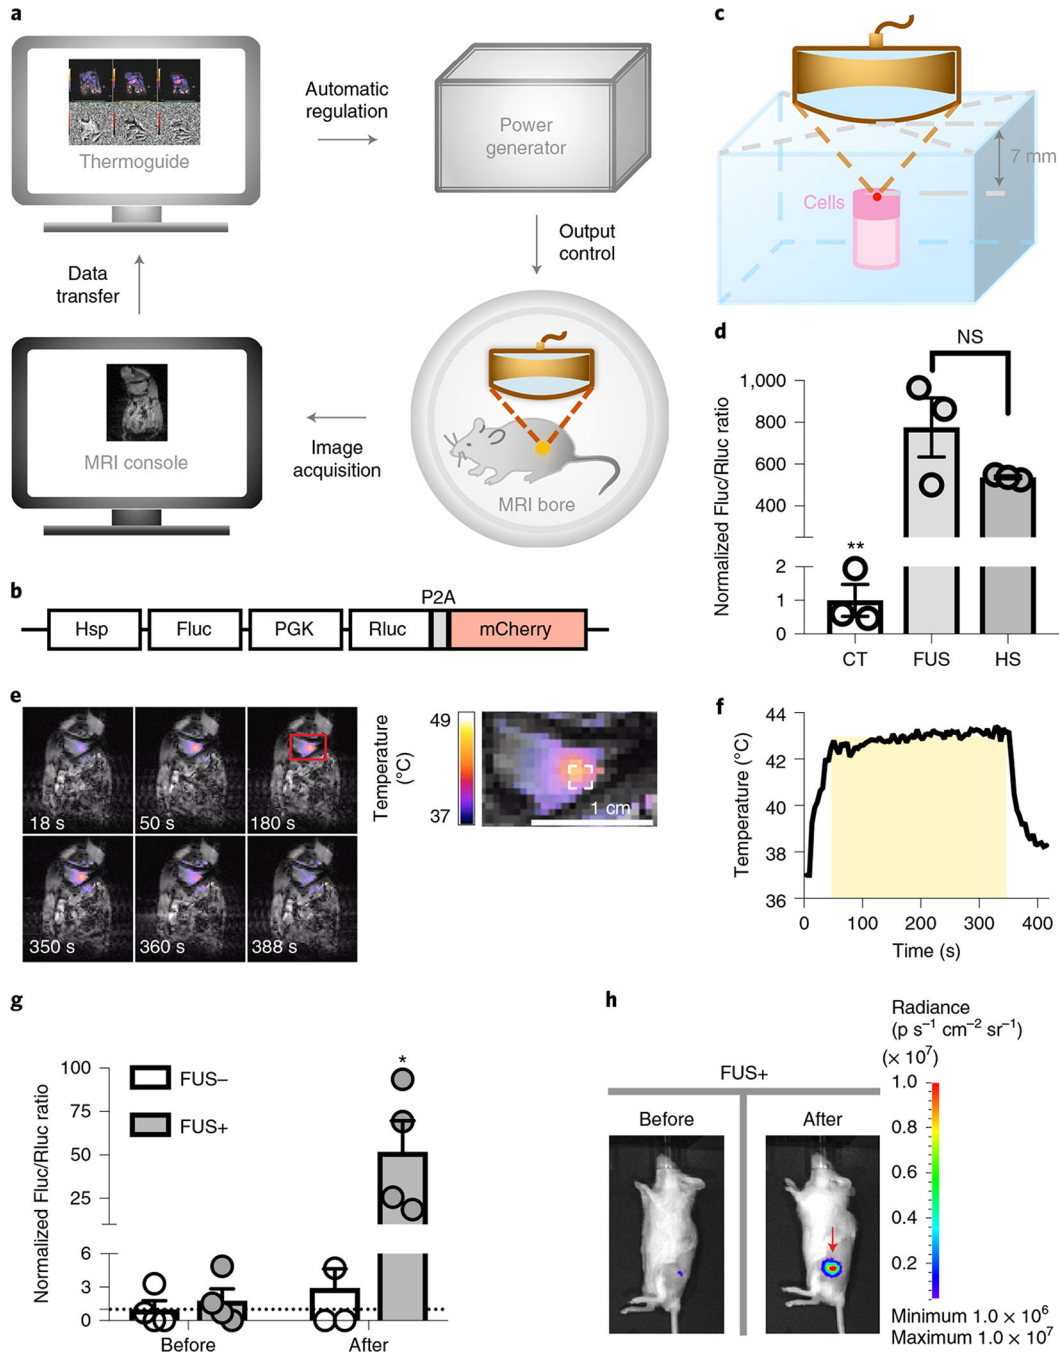 a
Thermoguide
Automatic
regulation
Power
generator
Output
control
Data
transfer
MRI console
Image
acquisition
MRI bore
c
Cells
7 mm
b
Hsp
Fluc
PGK
Rluc
P2A
mCherry
d
NS
Normalized Fluc/Rluc ratio
1,000
800
600
400
2
1
0
**
CT
FUS
HS
e
18 s
50 s
180 s
350 s
360 s
388 s
Temperature
(°C)
49
37
1 cm
f
Temperature (°C)
44
42
40
38
36
0
100
200
300
400
Time (s)
g
Normalized Fluc/Rluc ratio
100
75
50
25
6
3
1
0
FUS–
FUS+
*
Before
After
h
FUS+
Before
After
Radiance
(p s⁻¹ cm⁻² sr⁻¹)
(× 10⁷)
1.0
0.8
0.6
0.4
0.2
Minimum 1.0 × 10⁶
Maximum 1.0 × 10⁷